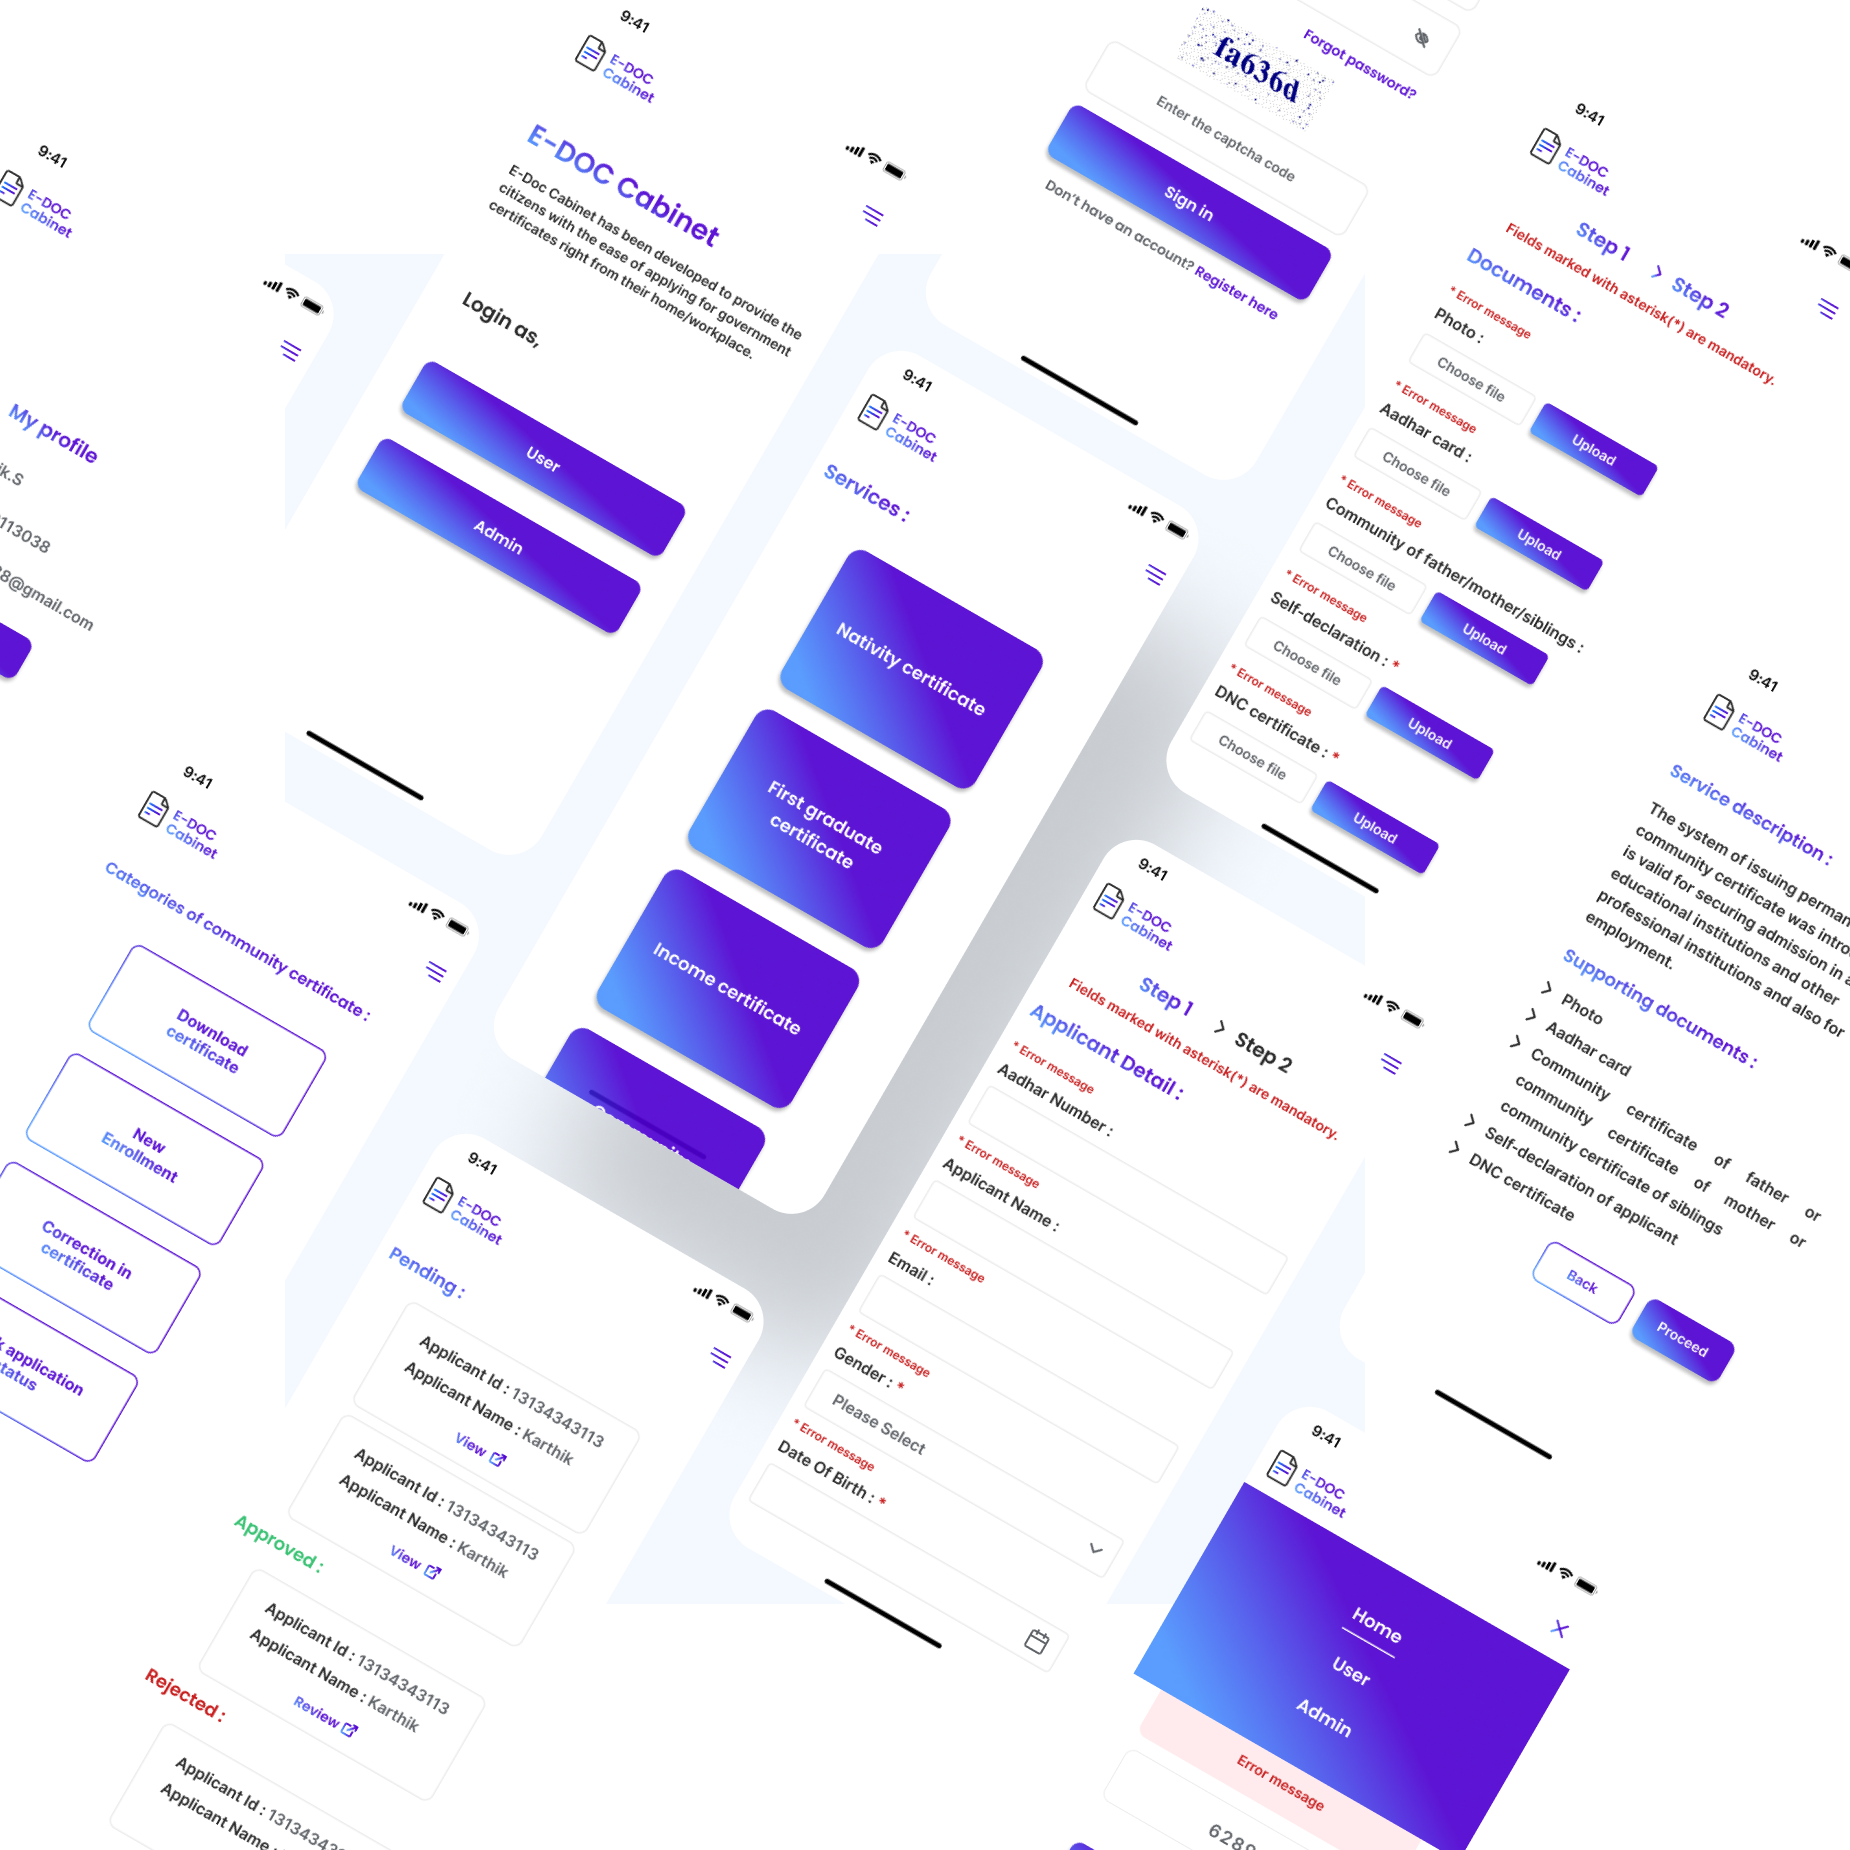 9:41
E-DOC
Cabinet
My profile
113038
@gmail.com
9:41
E-DOC
Cabinet
E-DOC Cabinet
E-Doc Cabinet has been developed to provide the
citizens with the ease of applying for government
certificates right from their home/workplace.
Login as,
User
Admin
fa636d
Forgot password?
Enter the captcha code
Sign in
Don't have an account? Register here
9:41
E-DOC
Cabinet
Step 1 > Step 2
Fields marked with asterisk(*) are mandatory.
Documents :
* Error message
Photo :
Choose file
Upload
* Error message
Aadhar card :
Choose file
Upload
* Error message
Community of father/mother/siblings :
Choose file
Upload
* Error message
Self-declaration : *
Choose file
Upload
* Error message
DNC certificate : *
Choose file
Upload
9:41
E-DOC
Cabinet
Services :
Nativity certificate
First graduate
certificate
Income certificate
9:41
E-DOC
Cabinet
Categories of community certificate :
Download
certificate
New
Enrollment
Correction in
certificate
application
9:41
E-DOC
Cabinet
Pending :
Applicant Id : 13134343113
Applicant Name : Karthik
View
Applicant Id : 13134343113
Applicant Name : Karthik
View
Approved :
Applicant Id : 13134343113
Applicant Name : Karthik
Review
Rejected :
Applicant Id :
Applicant Name :
9:41
E-DOC
Cabinet
Step 1 > Step 2
Fields marked with asterisk(*) are mandatory.
Applicant Detail :
* Error message
Aadhar Number :
* Error message
Applicant Name :
* Error message
Email :
* Error message
Gender : *
Please Select
* Error message
Date Of Birth : *
9:41
E-DOC
Cabinet
Service description :
The system of issuing
community certificate was
is valid for securing admission in
educational institutions and other
professional institutions and also for
employment.
Supporting documents :
> Photo
> Aadhar card
> Community certificate of father or
community certificate of mother or
community certificate of siblings
> Self-declaration of applicant
> DNC certificate
Back
Proceed
9:41
E-DOC
Cabinet
Home
User
Admin
Error message